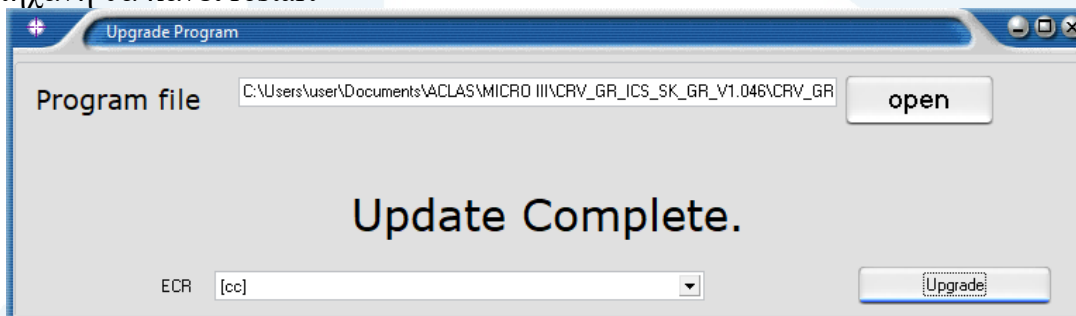 Upgrade Program
Program file
C:\Users\user\Documents\ACLAS\MICRO III\CRV_GR_ICS_SK_GR_V1.046\CRV_GR
open
Update Complete.
ECR
[cc]
Upgrade